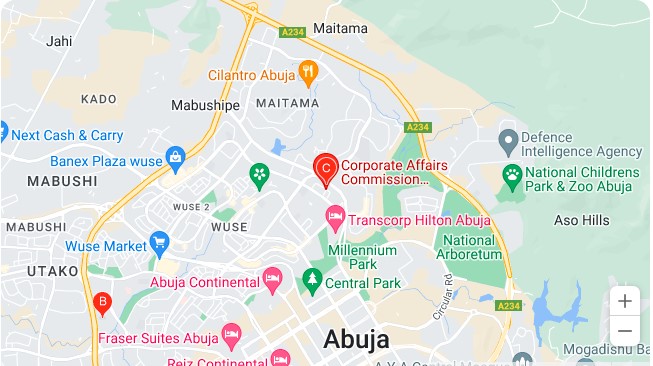 Maitama
A234
Jahi
Cilantro Abuja
KADO
Mabushipe
MAITAMA
A234
Next Cash & Carry
Defence
Intelligence Agency
Banex Plaza wuse
C
Corporate Affairs
Commission...
National Childrens
Park & Zoo Abuja
MABUSHI
WUSE 2
Transcorp Hilton Abuja
Aso Hills
MABUSHI
WUSE
Wuse Market
Millennium
Park
National
Arboretum
UTAKO
Abuja Continental
Central Park
Circular Rd
B
A234
Fraser Suites Abuja
Abuja
Mogadishu Ba
Reiz Continental